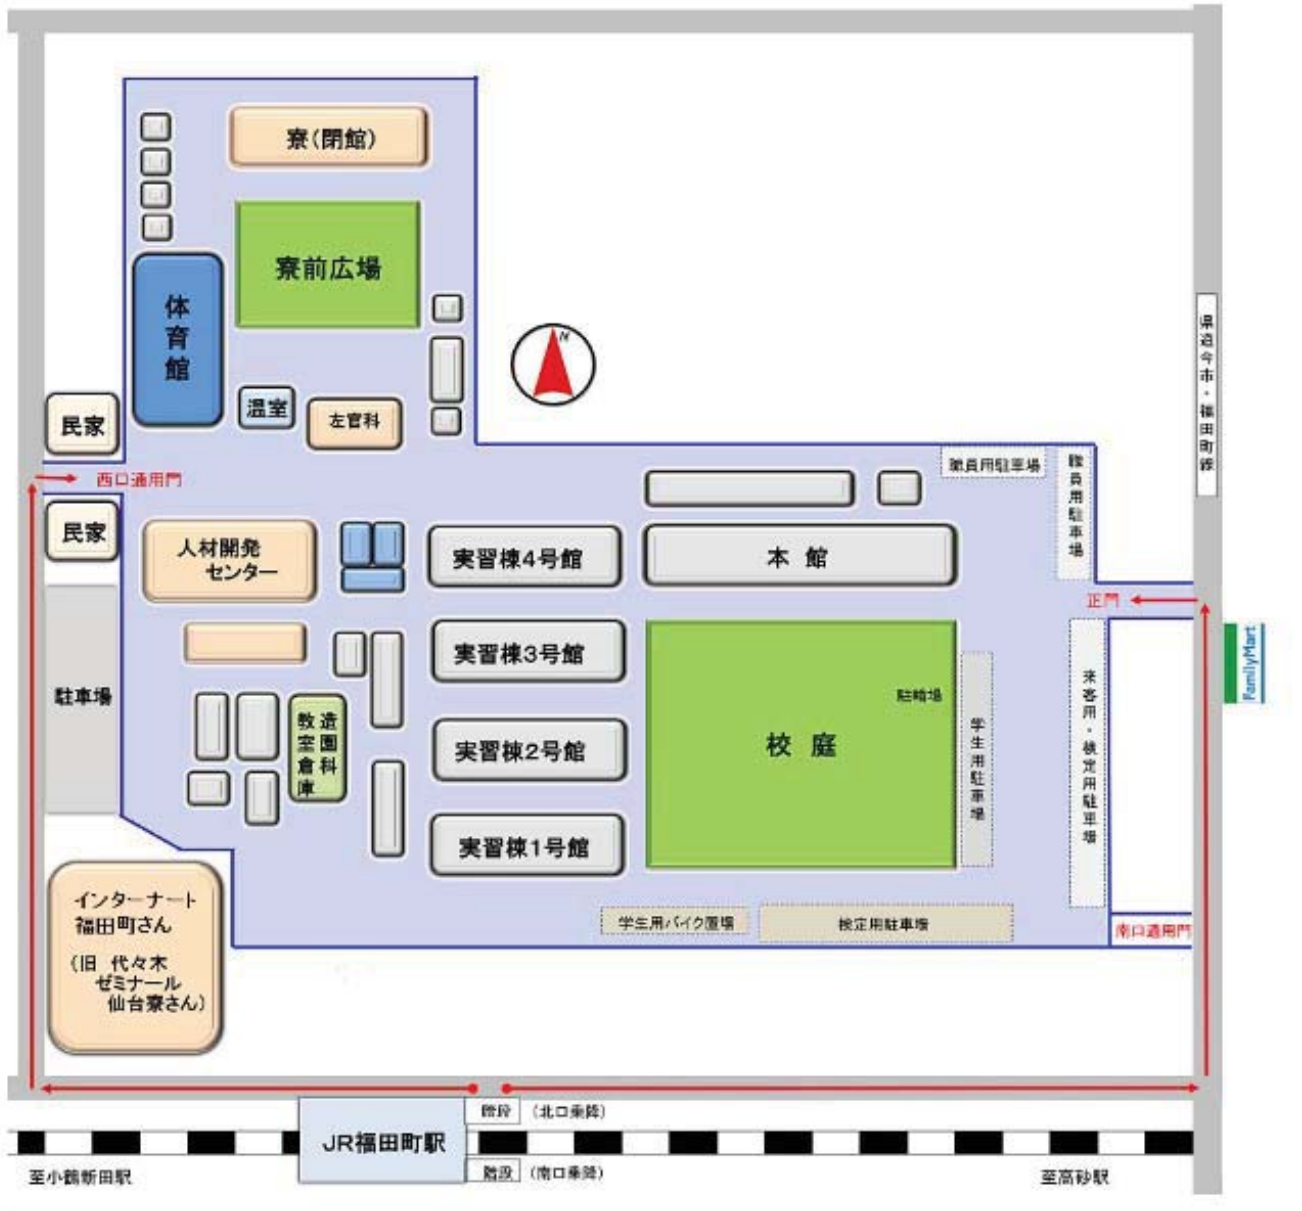 寮(閉館)
寮前広場
体育館
温室
左官科
N
民家
西口通用門
民家
人材開発
センター
実習棟4号館
本館
職員用駐車場
職員用駐車場
県道今市・福田町線
正門
FamilyMart
実習棟3号館
駐車場
造園科
教室倉庫
実習棟2号館
校庭
駐輪場
学生用駐車場
来客用・検定用駐車場
実習棟1号館
インターナート
福田町さん
(旧 代々木
ゼミナール
仙台寮さん)
学生用バイク置場
検定用駐車場
南口通用門
JR福田町駅
階段
(北口乗降)
階段
(南口乗降)
至小鶴新田駅
至高砂駅